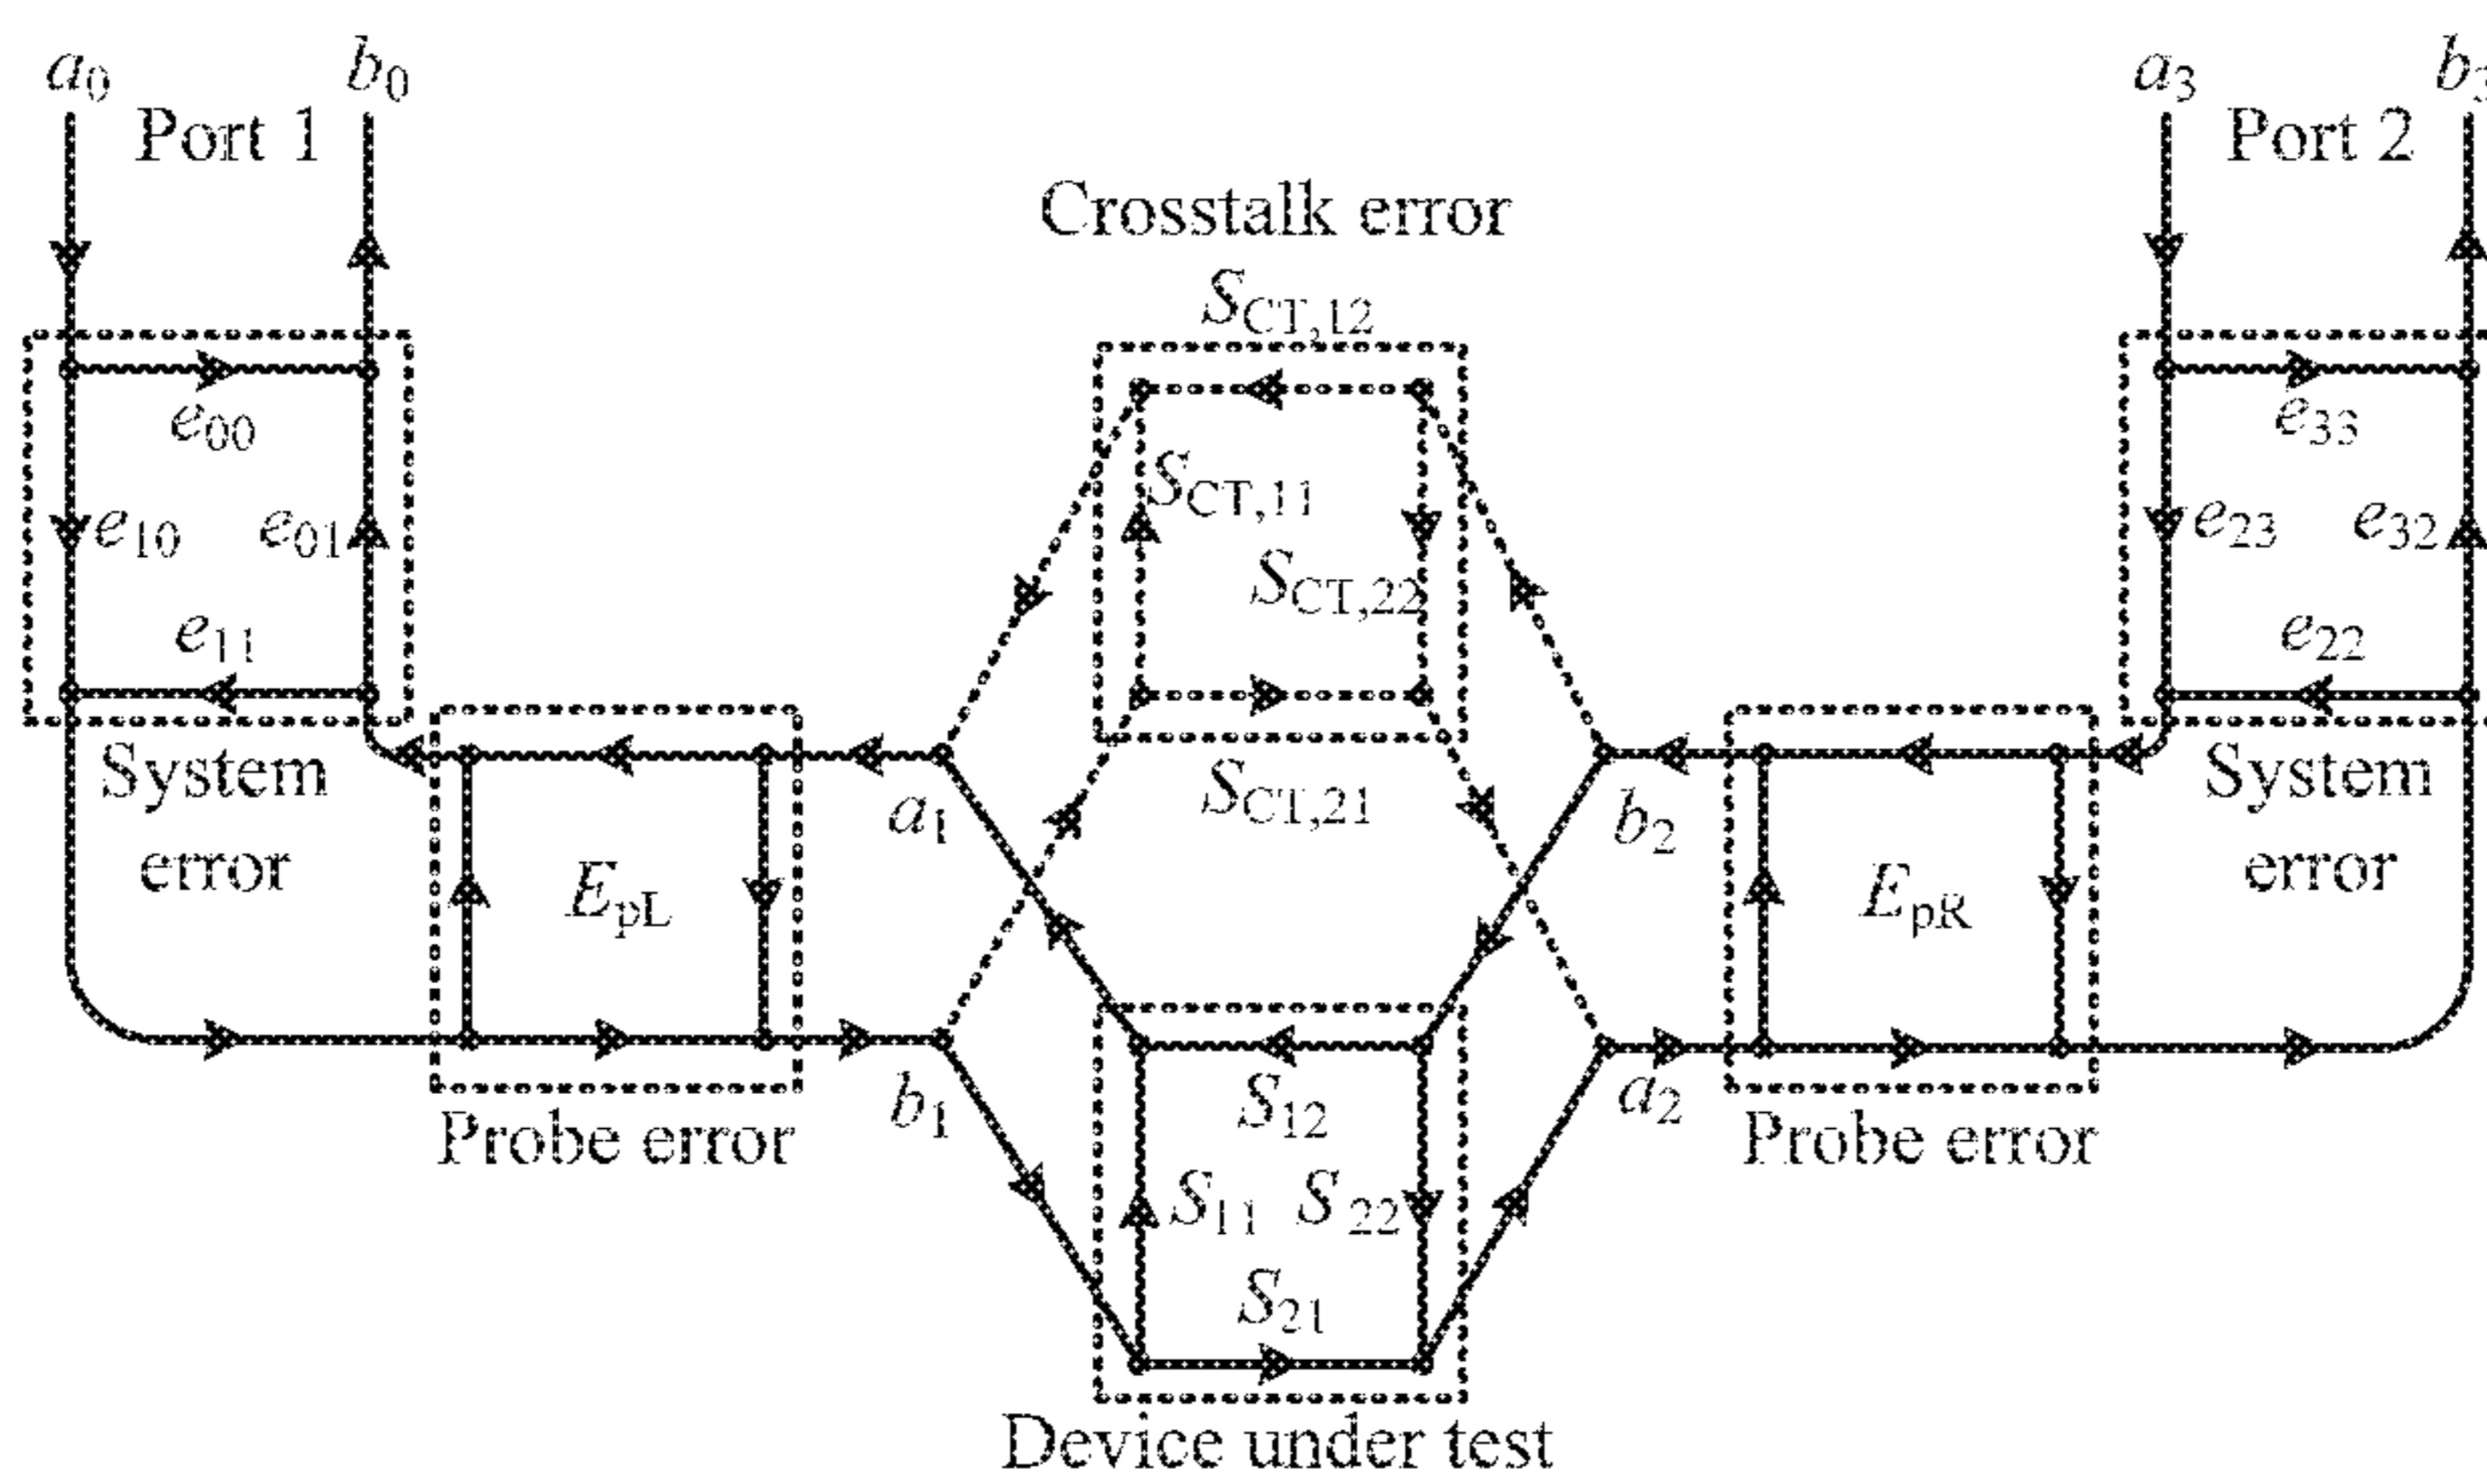 a0 b0 a3 b3
Port 1 Port 2
Crosstalk error
SCT,12
e00 e33
SCT,11
e10 e01 e23 e32
SCT,22
e11 e22
System error
SCT,21
System error
a1 b2
EpL EpR
b1 a2
S12
Probe error Probe error
S11 S22
S21
Device under test